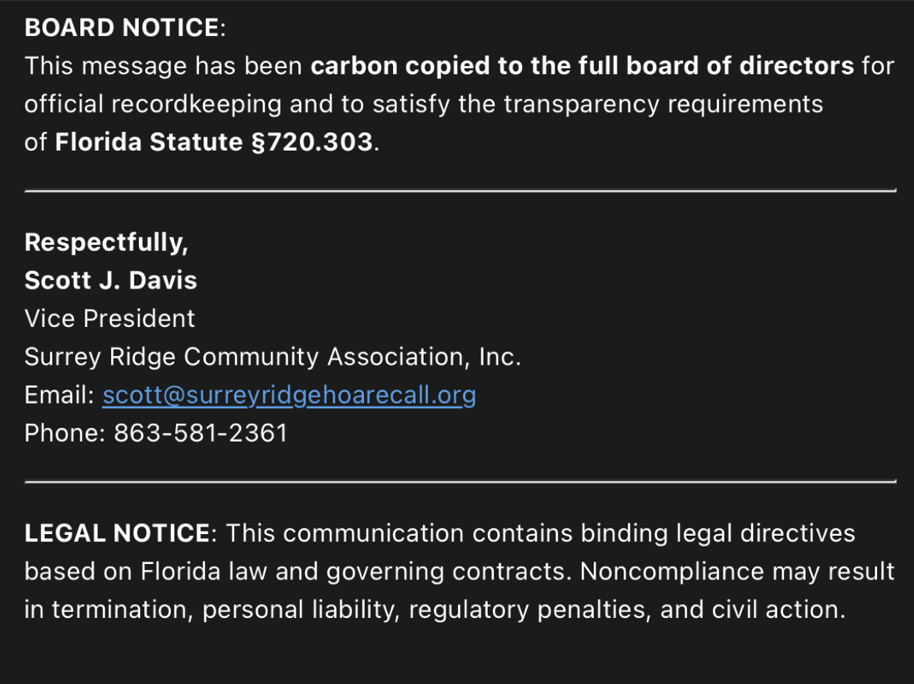 BOARD NOTICE:
This message has been carbon copied to the full board of directors for
official recordkeeping and to satisfy the transparency requirements
of Florida Statute §720.303.
Respectfully,
Scott J. Davis
Vice President
Surrey Ridge Community Association, Inc.
Email: scott@surreyridgehoarecall.org
Phone: 863-581-2361
LEGAL NOTICE: This communication contains binding legal directives
based on Florida law and governing contracts. Noncompliance may result
in termination, personal liability, regulatory penalties, and civil action.